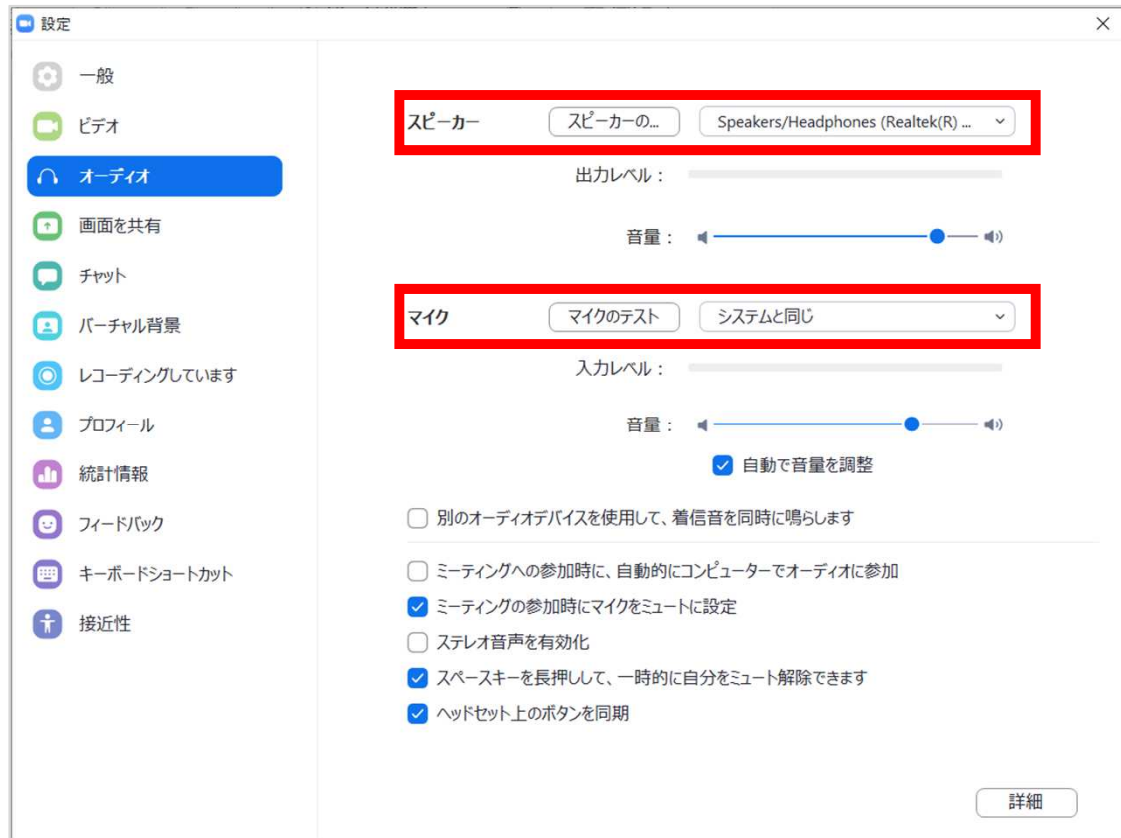 設定
一般
ビデオ
オーディオ
画面を共有
チャット
バーチャル背景
レコーディングしています
プロフィール
統計情報
フィードバック
キーボードショートカット
接近性
スピーカー スピーカーの... Speakers/Headphones (Realtek(R) ...
出力レベル：
音量：
マイク マイクのテスト システムと同じ
入力レベル：
音量：
自動で音量を調整
別のオーディオデバイスを使用して、着信音を同時に鳴らします
ミーティングへの参加時に、自動的にコンピューターでオーディオに参加
ミーティングの参加時にマイクをミュートに設定
ステレオ音声を有効化
スペースキーを長押しして、一時的に自分をミュート解除できます
ヘッドセット上のボタンを同期
詳細